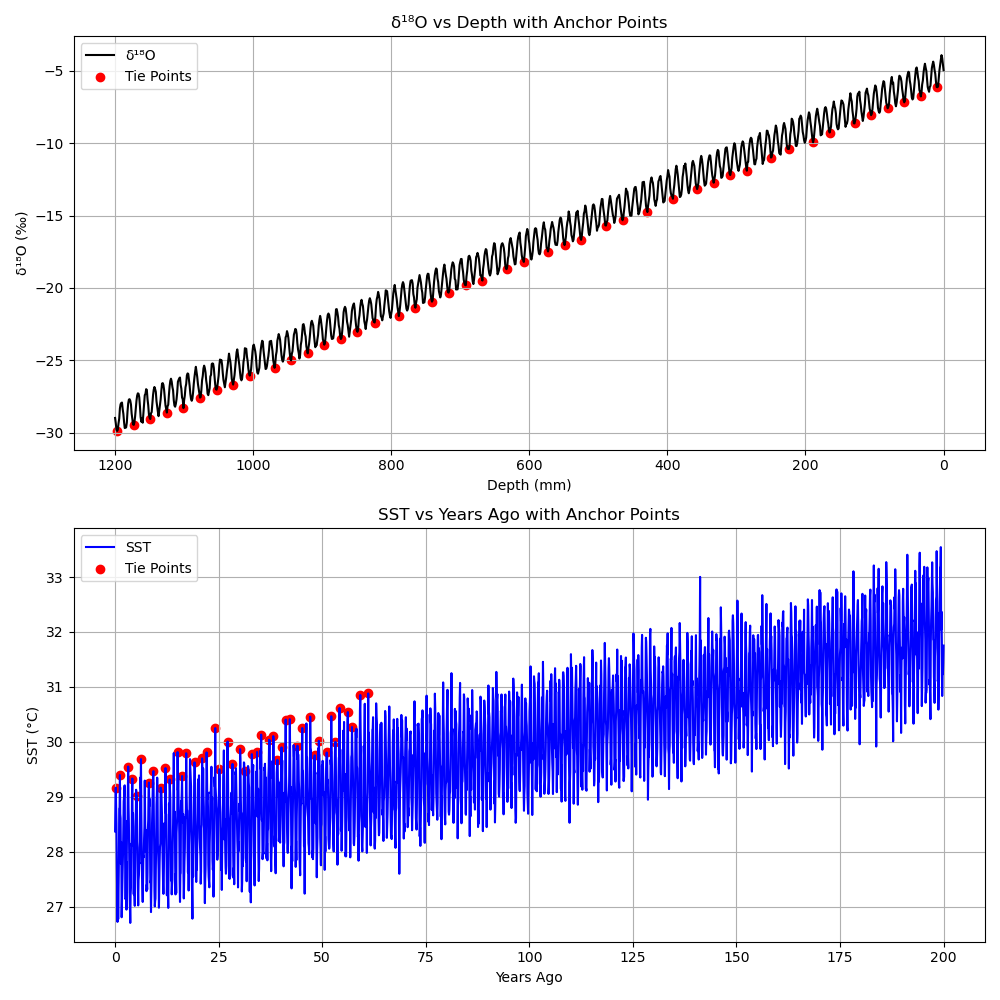 δ¹⁸O vs Depth with Anchor Points
δ¹⁸O
Tie Points
−5
−10
−15
−20
−25
−30
δ¹⁸O (‰)
1200 1000 800 600 400 200 0
Depth (mm)
SST vs Years Ago with Anchor Points
SST
Tie Points
33
32
31
30
29
28
27
SST (°C)
0 25 50 75 100 125 150 175 200
Years Ago